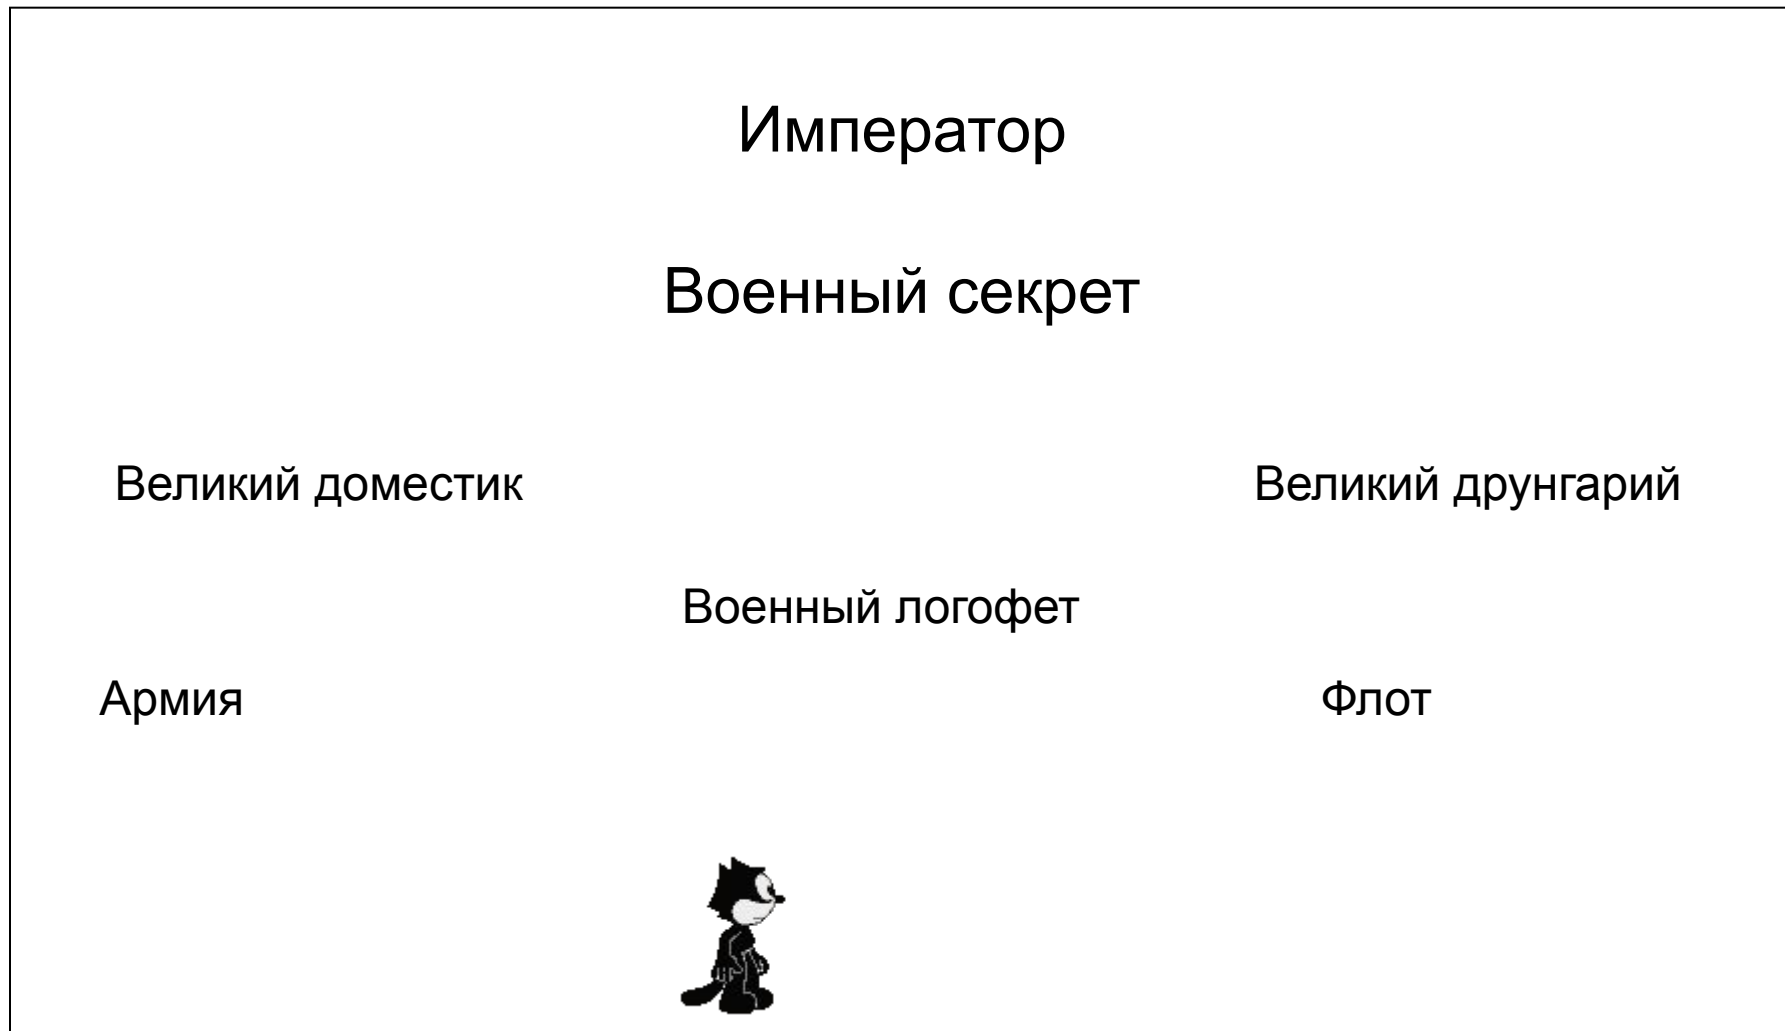 Император
Военный секрет
Великий доместик
Великий друнгарий
Военный логофет
Армия
Флот